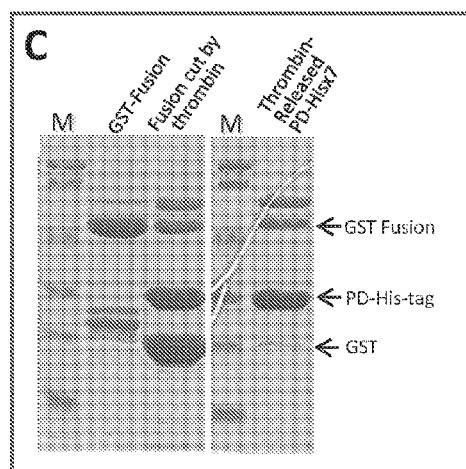 C
M
GST-Fusion
Fusion cut by
thrombin
M
Thrombin-
Released
PD-Hisx7
GST Fusion
PD-His-tag
GST